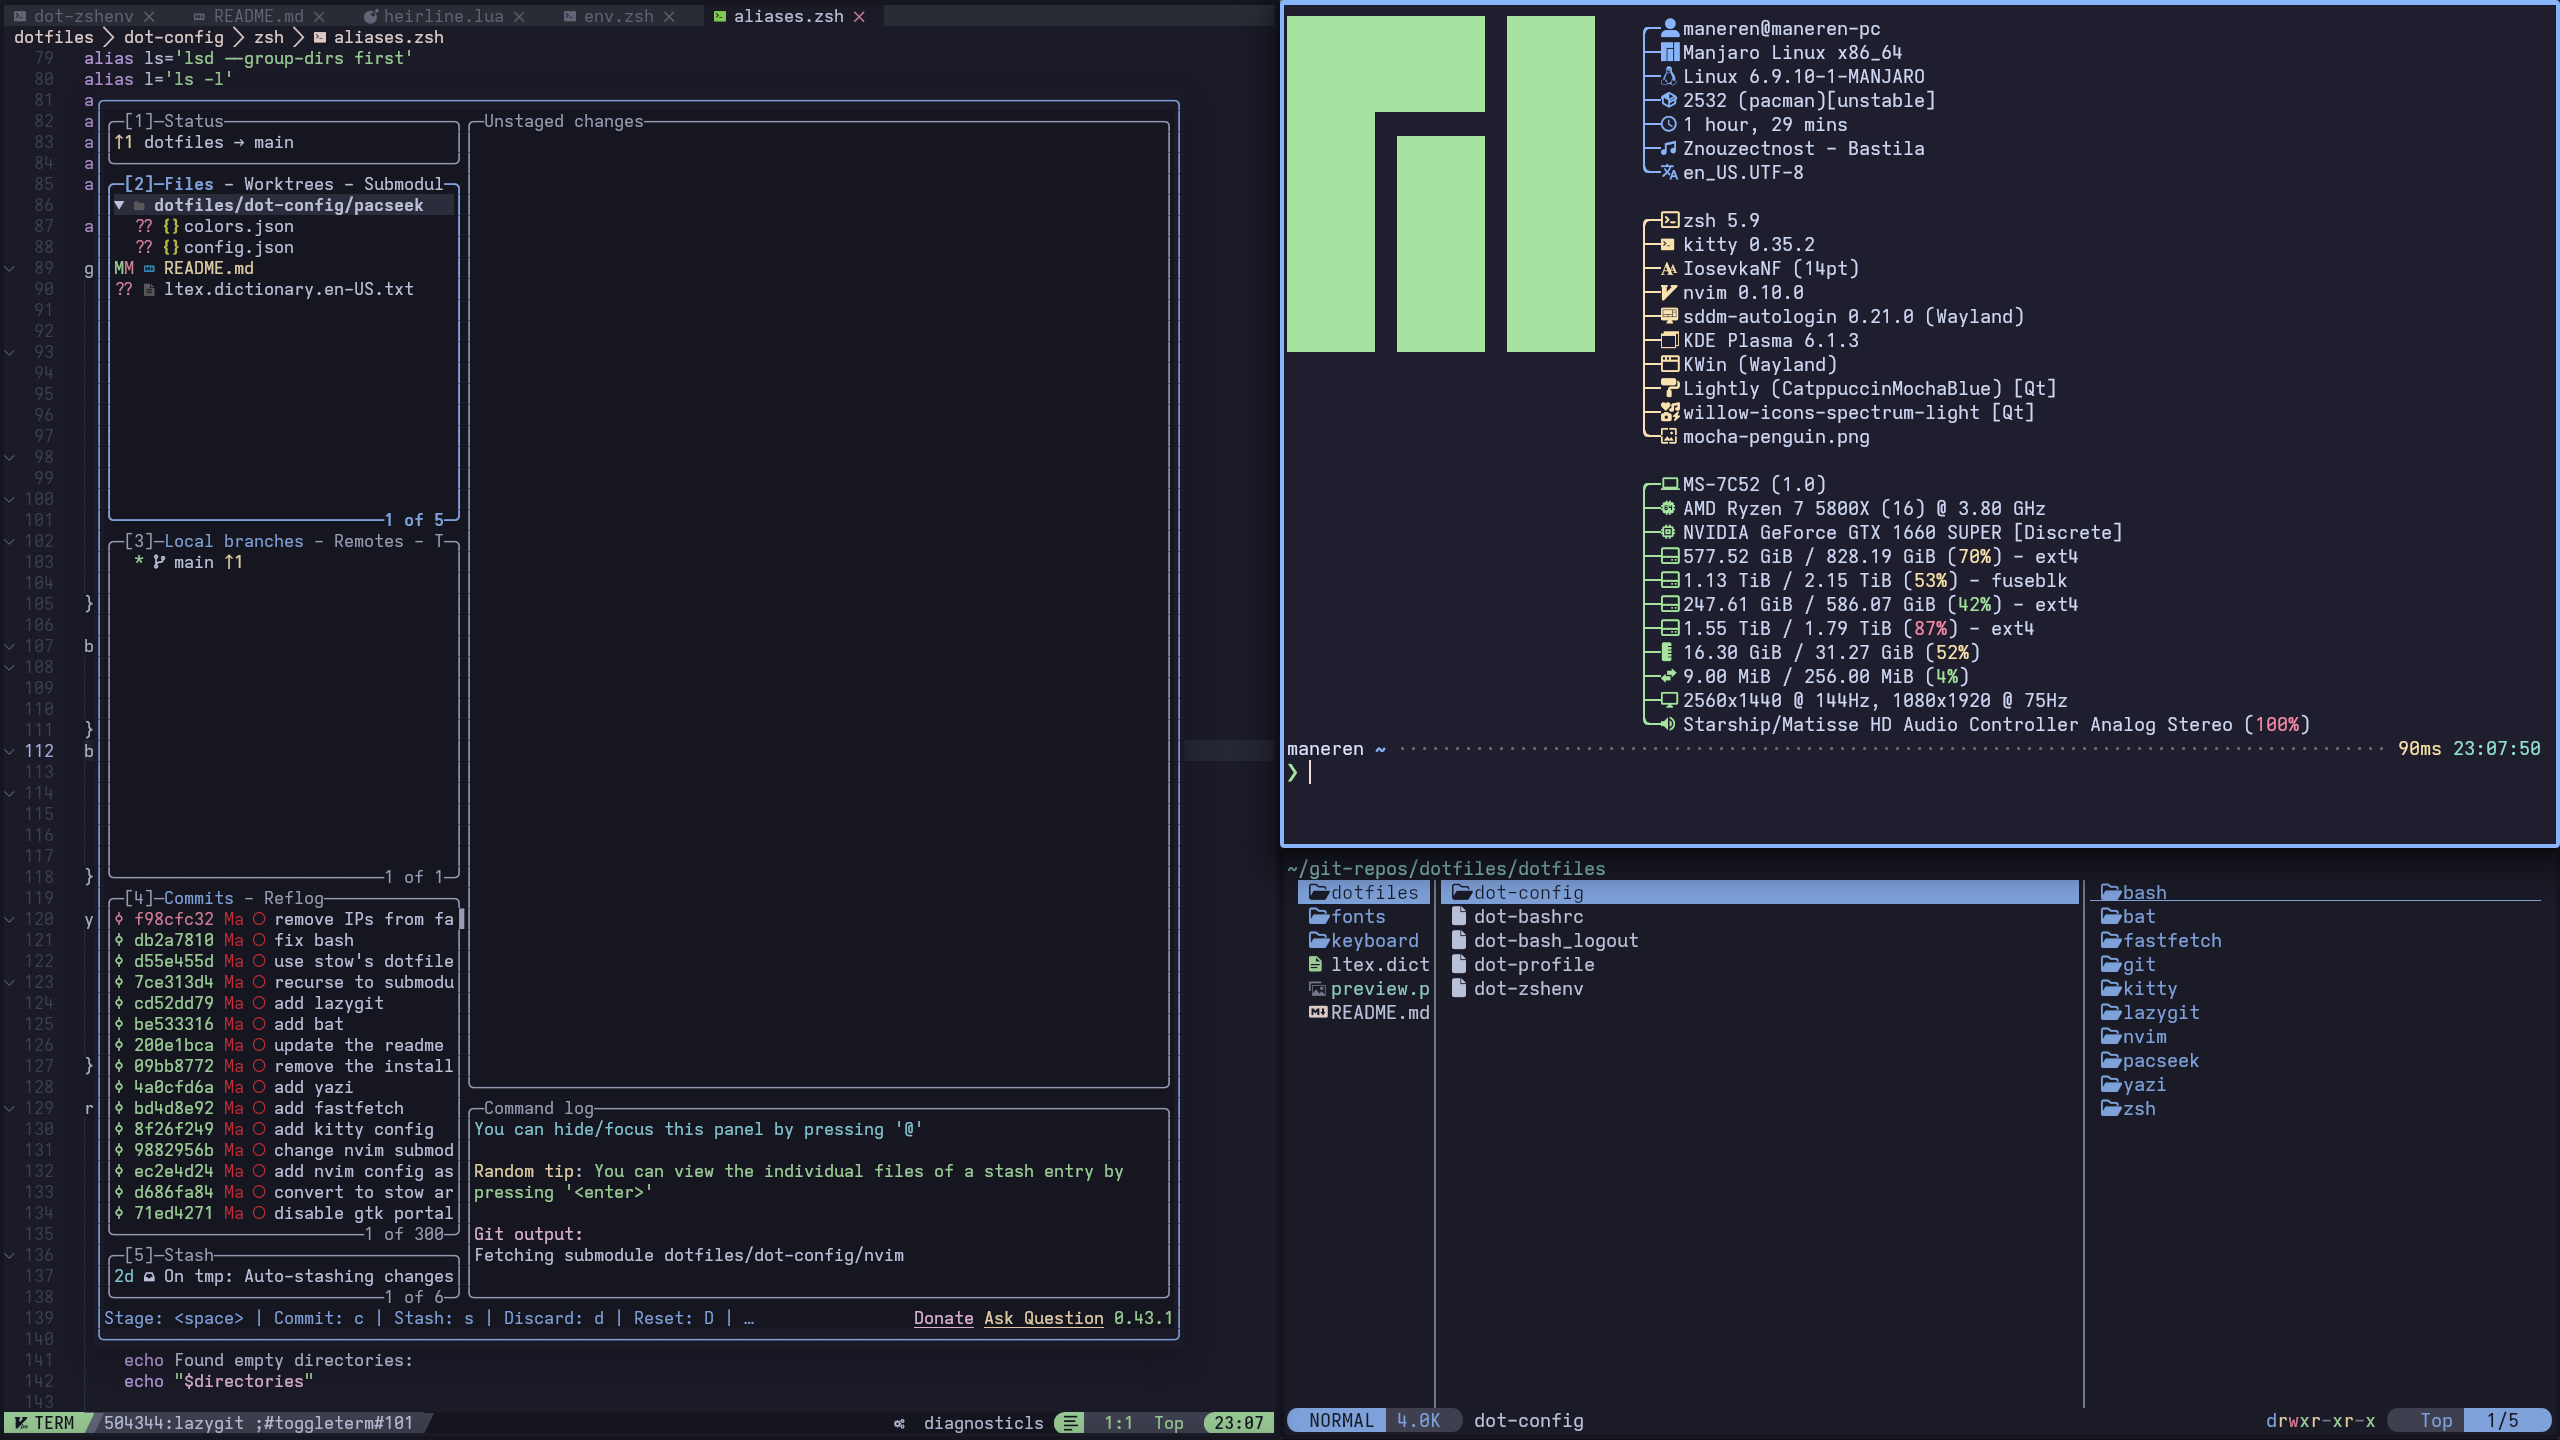 dot-zshenv README.md heirline.lua env.zsh aliases.zsh
dotfiles dot-config zsh aliases.zsh
79 alias ls='lsd --group-dirs first'
80 alias l='ls -l'
81 a
82 a
83 a
84 a
85 a
86
87 a
88
89 g
90
91
92
93
94
95
96
97
98
99
100
101
102
103
104
105 }
106
107 b
108
109
110
111 }
112 b
113
114
115
116
117
118 }
119
120 y
121
122
123
124
125
126
127 }
128
129 r
130
131
132
133
134
135
136
137
138
139
140
141 echo Found empty directories:
142 echo "$directories"
143
[1]─Status
↑1 dotfiles → main
[2]─Files - Worktrees - Submodul
▼ dotfiles/dot-config/pacseek
?? {} colors.json
?? {} config.json
MM README.md
?? ltex.dictionary.en-US.txt
1 of 5
[3]─Local branches - Remotes - T
* main ↑1
1 of 1
[4]─Commits - Reflog
f98cfc32 Ma ○ remove IPs from fa
db2a7810 Ma ○ fix bash
d55e455d Ma ○ use stow's dotfile
7ce313d4 Ma ○ recurse to submodu
cd52dd79 Ma ○ add lazygit
be533316 Ma ○ add bat
200e1bca Ma ○ update the readme
09bb8772 Ma ○ remove the install
4a0cfd6a Ma ○ add yazi
bd4d8e92 Ma ○ add fastfetch
8f26f249 Ma ○ add kitty config
9882956b Ma ○ change nvim submod
ec2e4d24 Ma ○ add nvim config as
d686fa84 Ma ○ convert to stow ar
71ed4271 Ma ○ disable gtk portal
1 of 300
[5]─Stash
2d On tmp: Auto-stashing changes
1 of 6
Unstaged changes
Command log
You can hide/focus this panel by pressing '@'
Random tip: You can view the individual files of a stash entry by
pressing '<enter>'
Git output:
Fetching submodule dotfiles/dot-config/nvim
Stage: <space> | Commit: c | Stash: s | Discard: d | Reset: D | … Donate Ask Question 0.43.1
TERM 504344:lazygit ;#toggleterm#101 diagnosticls 1:1 Top 23:07
maneren@maneren-pc
Manjaro Linux x86_64
Linux 6.9.10-1-MANJARO
2532 (pacman)[unstable]
1 hour, 29 mins
Znouzectnost - Bastila
en_US.UTF-8
zsh 5.9
kitty 0.35.2
IosevkaNF (14pt)
nvim 0.10.0
sddm-autologin 0.21.0 (Wayland)
KDE Plasma 6.1.3
KWin (Wayland)
Lightly (CatppuccinMochaBlue) [Qt]
willow-icons-spectrum-light [Qt]
mocha-penguin.png
MS-7C52 (1.0)
AMD Ryzen 7 5800X (16) @ 3.80 GHz
NVIDIA GeForce GTX 1660 SUPER [Discrete]
577.52 GiB / 828.19 GiB (70%) - ext4
1.13 TiB / 2.15 TiB (53%) - fuseblk
247.61 GiB / 586.07 GiB (42%) - ext4
1.55 TiB / 1.79 TiB (87%) - ext4
16.30 GiB / 31.27 GiB (52%)
9.00 MiB / 256.00 MiB (4%)
2560x1440 @ 144Hz, 1080x1920 @ 75Hz
Starship/Matisse HD Audio Controller Analog Stereo (100%)
maneren ~ 90ms 23:07:50
❯
~/git-repos/dotfiles/dotfiles
dotfiles dot-config bash
fonts dot-bashrc bat
keyboard dot-bash_logout fastfetch
ltex.dict dot-profile git
preview.p dot-zshenv kitty
README.md lazygit
nvim
pacseek
yazi
zsh
NORMAL 4.0K dot-config drwxr-xr-x Top 1/5